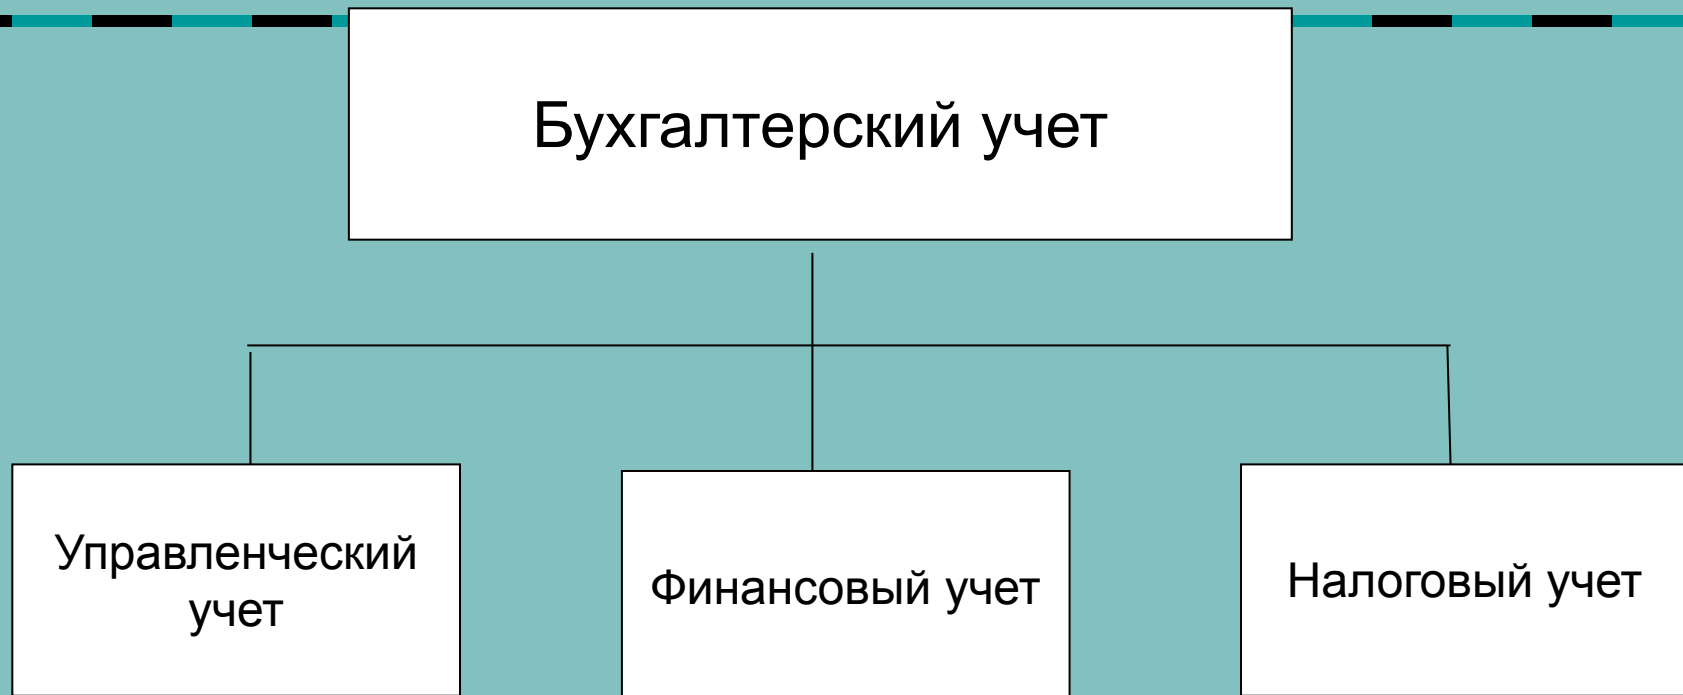 Бухгалтерский учет
Управленческий
учет
Финансовый учет
Налоговый учет